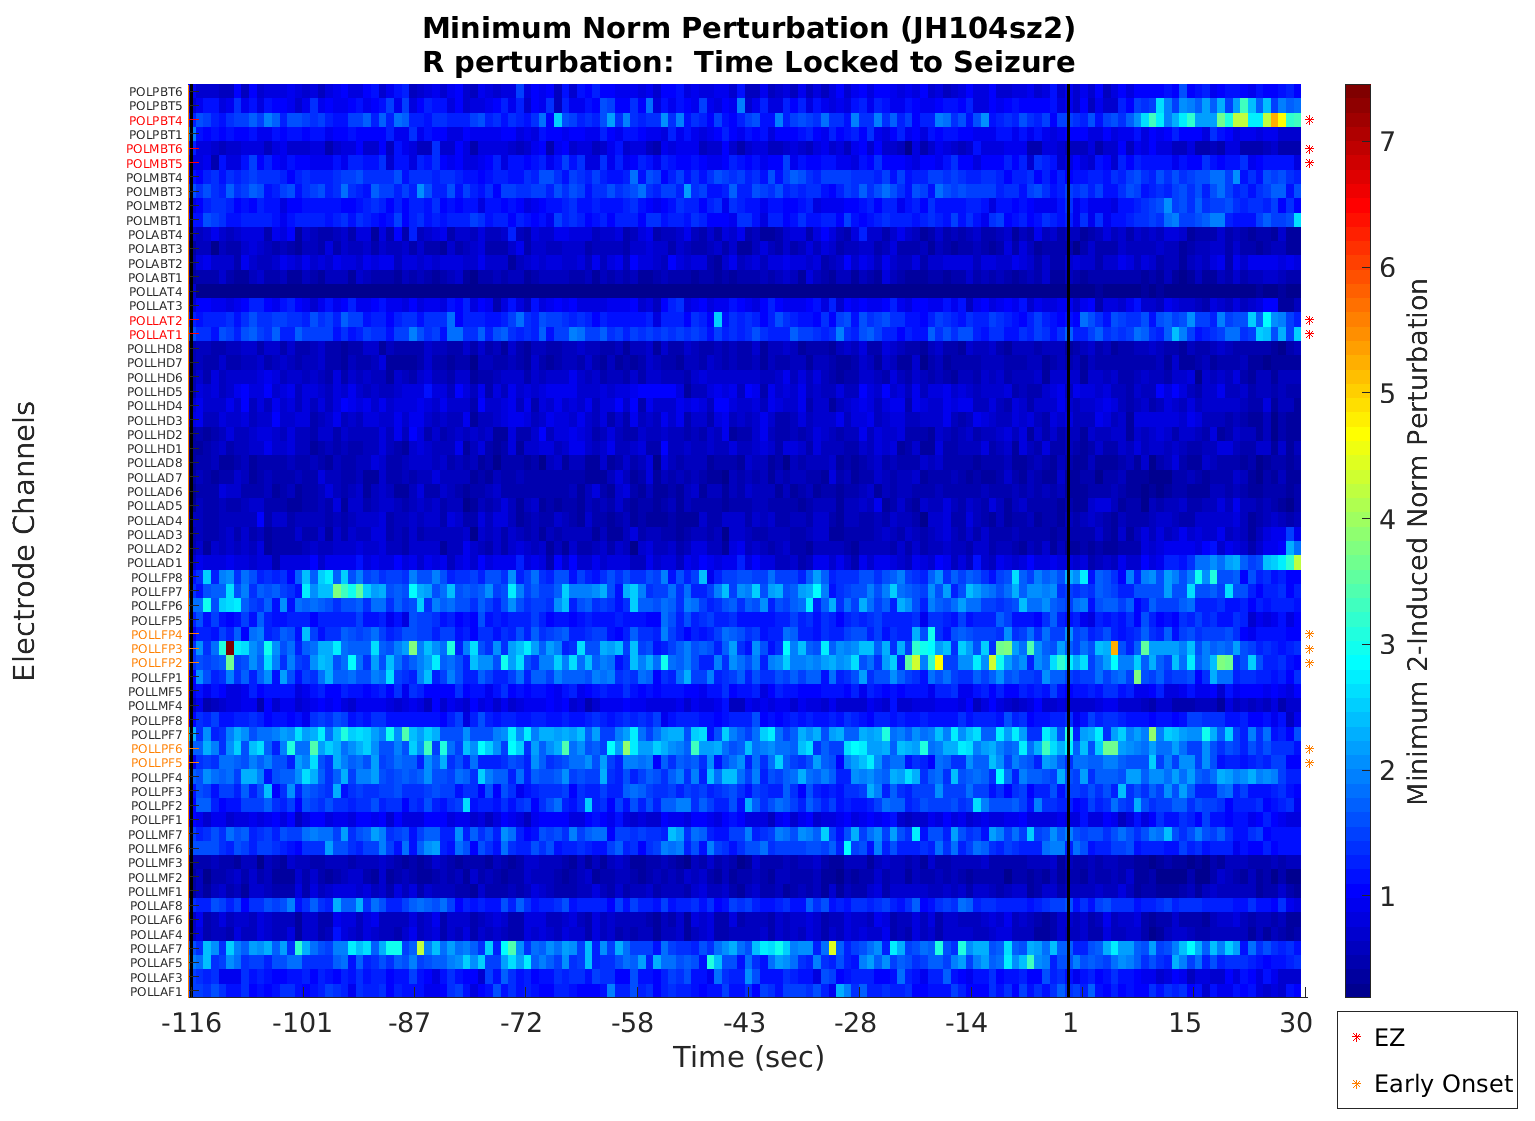 Minimum Norm Perturbation (JH104sz2)
R perturbation:  Time Locked to Seizure
Electrode Channels
POLPBT6
POLPBT5
POLPBT4
POLPBT1
POLMBT6
POLMBT5
POLMBT4
POLMBT3
POLMBT2
POLMBT1
POLABT4
POLABT3
POLABT2
POLABT1
POLLAT4
POLLAT3
POLLAT2
POLLAT1
POLLHD8
POLLHD7
POLLHD6
POLLHD5
POLLHD4
POLLHD3
POLLHD2
POLLHD1
POLLAD8
POLLAD7
POLLAD6
POLLAD5
POLLAD4
POLLAD3
POLLAD2
POLLAD1
POLLFP8
POLLFP7
POLLFP6
POLLFP5
POLLFP4
POLLFP3
POLLFP2
POLLFP1
POLLMF5
POLLMF4
POLLPF8
POLLPF7
POLLPF6
POLLPF5
POLLPF4
POLLPF3
POLLPF2
POLLPF1
POLLMF7
POLLMF6
POLLMF3
POLLMF2
POLLMF1
POLLAF8
POLLAF6
POLLAF4
POLLAF7
POLLAF5
POLLAF3
POLLAF1
-116 -101 -87 -72 -58 -43 -28 -14 1 15 30
Time (sec)
7
6
5
4
3
2
1
Minimum 2-Induced Norm Perturbation
EZ
Early Onset